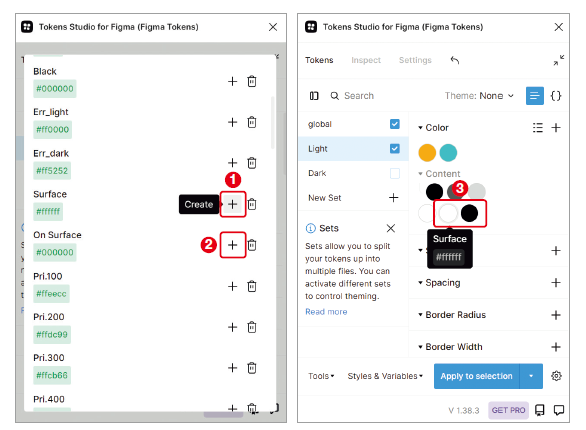 Tokens Studio for Figma (Figma Tokens)
Black
#000000
Err_light
#ff0000
Err_dark
#ff5252
1
Surface
Create
#ffffff
On Surface
2
#000000
Pri.100
#ffeecc
Pri.200
#ffdc99
Pri.300
#ffcb66
Pri.400
Tokens Studio for Figma (Figma Tokens)
Tokens Inspect Settings
Search Theme: None
global
Light
Dark
New Set
Sets
Sets allow you to split
your tokens up into
multiple files. You can
activate different sets
to control theming.
Read more
Color
Content
3
Surface
#ffffff
Spacing
Border Radius
Border Width
Tools Styles & Variables Apply to selection
V 1.38.3 GET PRO